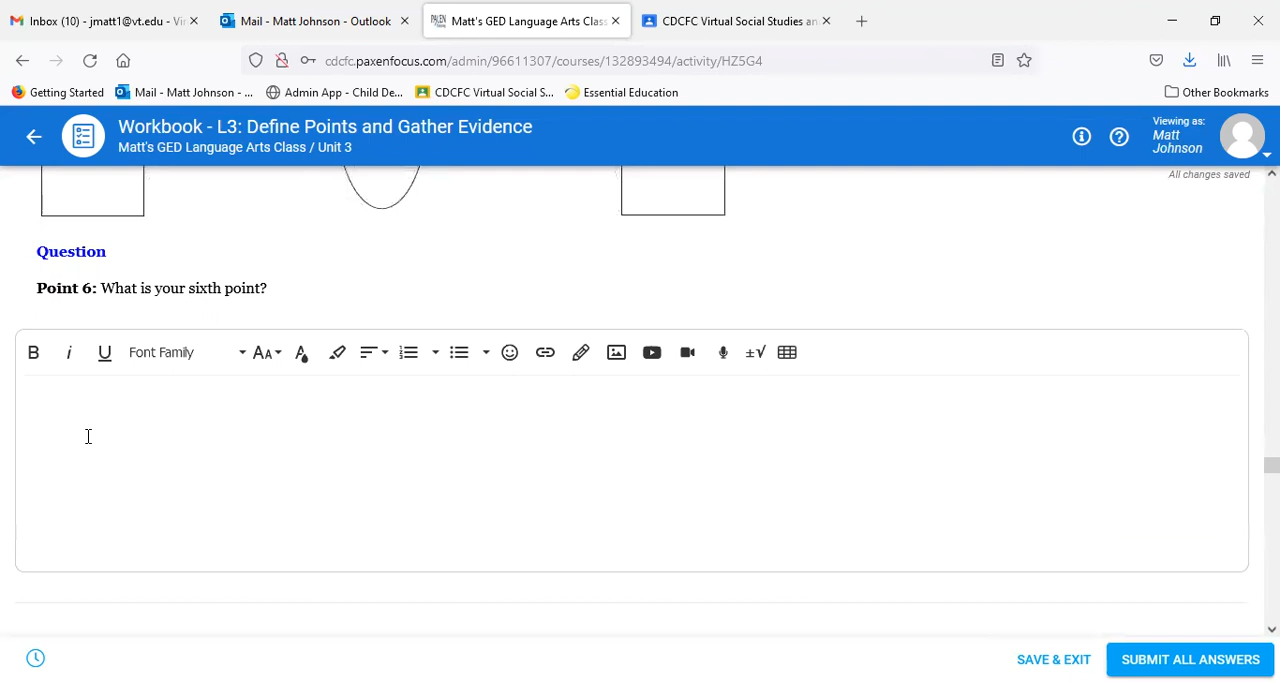 Inbox (10) - jmatt1@vt.edu - Vir
Mail - Matt Johnson - Outlook
PAXEN Matt's GED Language Arts Clas
CDCFC Virtual Social Studies an
cdcfc.paxenfocus.com/admin/96611307/courses/132893494/activity/HZ5G4
Getting Started
Mail - Matt Johnson - ...
Admin App - Child De...
CDCFC Virtual Social S...
Essential Education
Other Bookmarks
Workbook - L3: Define Points and Gather Evidence
Matt's GED Language Arts Class / Unit 3
Viewing as:
Matt
Johnson
All changes saved
Question
Point 6: What is your sixth point?
B i U Font Family AA A ±√
SAVE & EXIT
SUBMIT ALL ANSWERS